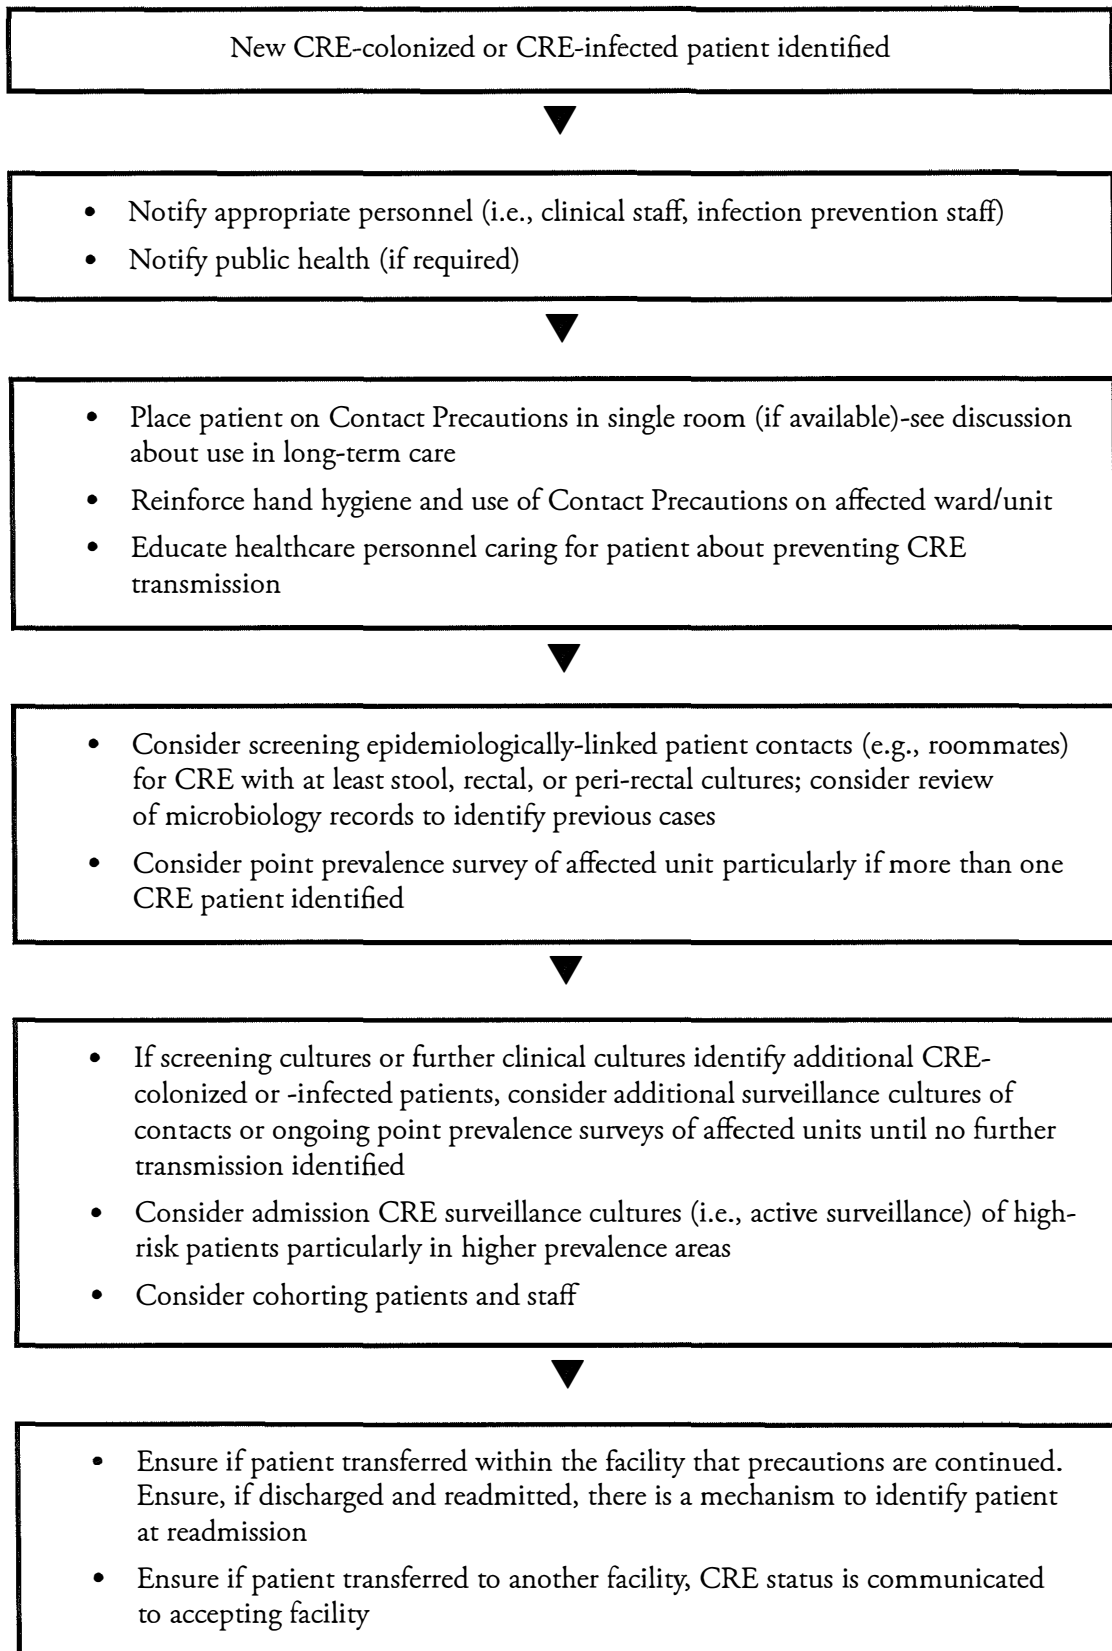 New CRE-colonized or CRE-infected patient identified
• Notify appropriate personnel (i.e., clinical staff, infection prevention staff)
• Notify public health (if required)
• Place patient on Contact Precautions in single room (if available)-see discussion
about use in long-term care
• Reinforce hand hygiene and use of Contact Precautions on affected ward/unit
• Educate healthcare personnel caring for patient about preventing CRE
transmission
• Consider screening epidemiologically-linked patient contacts (e.g., roommates)
for CRE with at least stool, rectal, or peri-rectal cultures; consider review
of microbiology records to identify previous cases
• Consider point prevalence survey of affected unit particularly if more than one
CRE patient identified
• If screening cultures or further clinical cultures identify additional CRE-
colonized or -infected patients, consider additional surveillance cultures of
contacts or ongoing point prevalence surveys of affected units until no further
transmission identified
• Consider admission CRE surveillance cultures (i.e., active surveillance) of high-
risk patients particularly in higher prevalence areas
• Consider cohorting patients and staff
• Ensure if patient transferred within the facility that precautions are continued.
Ensure, if discharged and readmitted, there is a mechanism to identify patient
at readmission
• Ensure if patient transferred to another facility, CRE status is communicated
to accepting facility